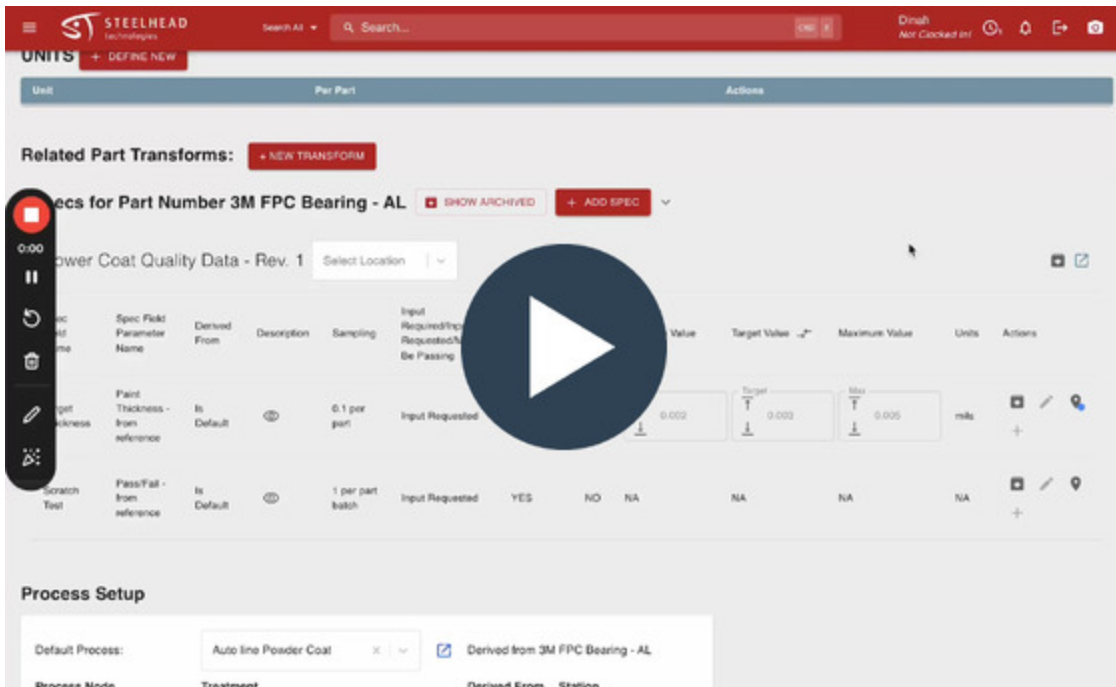 STEELHEAD
technologies
Search All
Search...
Dinah
Not Clocked In!
UNITS
+ DEFINE NEW
Unit Per Part Actions
Related Part Transforms:
+ NEW TRANSFORM
ecs for Part Number 3M FPC Bearing - AL
SHOW ARCHIVED
+ ADD SPEC
ower Coat Quality Data - Rev. 1
Select Location
0:00
Spec Field Parameter Name
Derived From
Description
Sampling
Input
Be Passing
Value
Target Value
Maximum Value
Units
Actions
Paint Thickness - from reference
Is Default
0.1 per part
Input Requested
0.002
Target
0.003
Max
0.005
mils
Scratch Test
Pass/Fail - from reference
Is Default
1 per part batch
Input Requested
YES
NO
NA
NA
NA
NA
Process Setup
Default Process:
Auto line Powder Coat
Derived from 3M FPC Bearing - AL
Process Node
Treatment
Derived From
Station